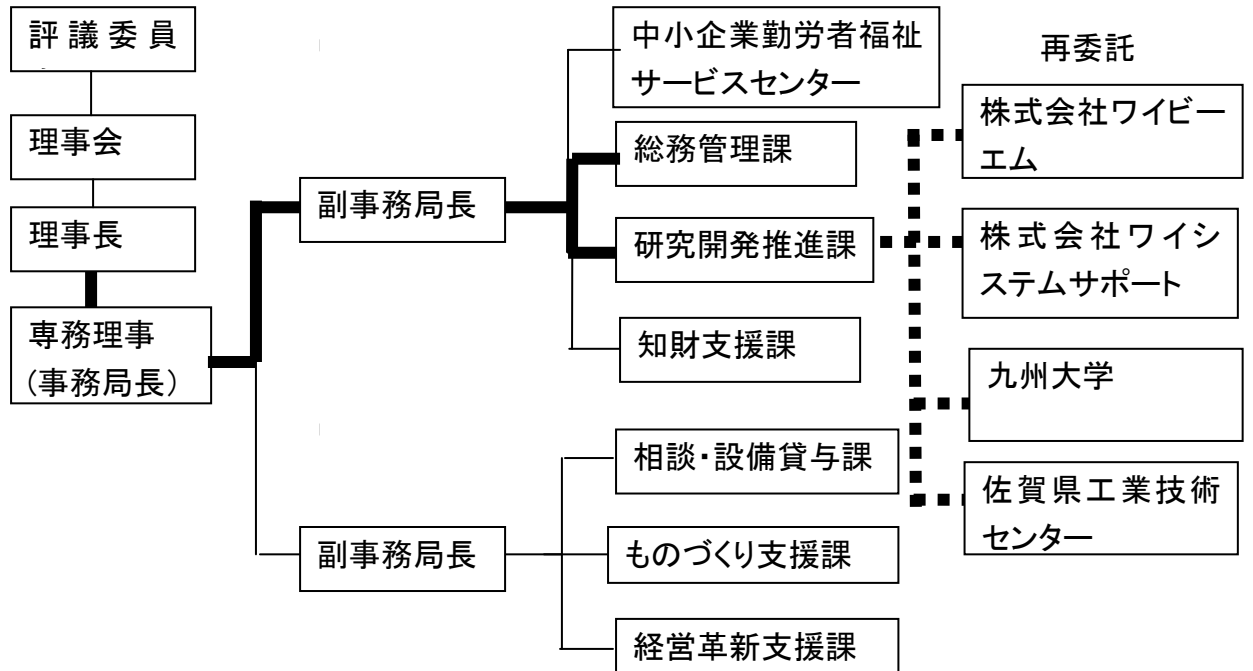 評議委員
理事会
理事長
専務理事
(事務局長)
副事務局長
副事務局長
中小企業勤労者福祉
サービスセンター
総務管理課
研究開発推進課
知財支援課
相談・設備貸与課
ものづくり支援課
経営革新支援課
再委託
株式会社ワイビー
エム
株式会社ワイシ
ステムサポート
九州大学
佐賀県工業技術
センター